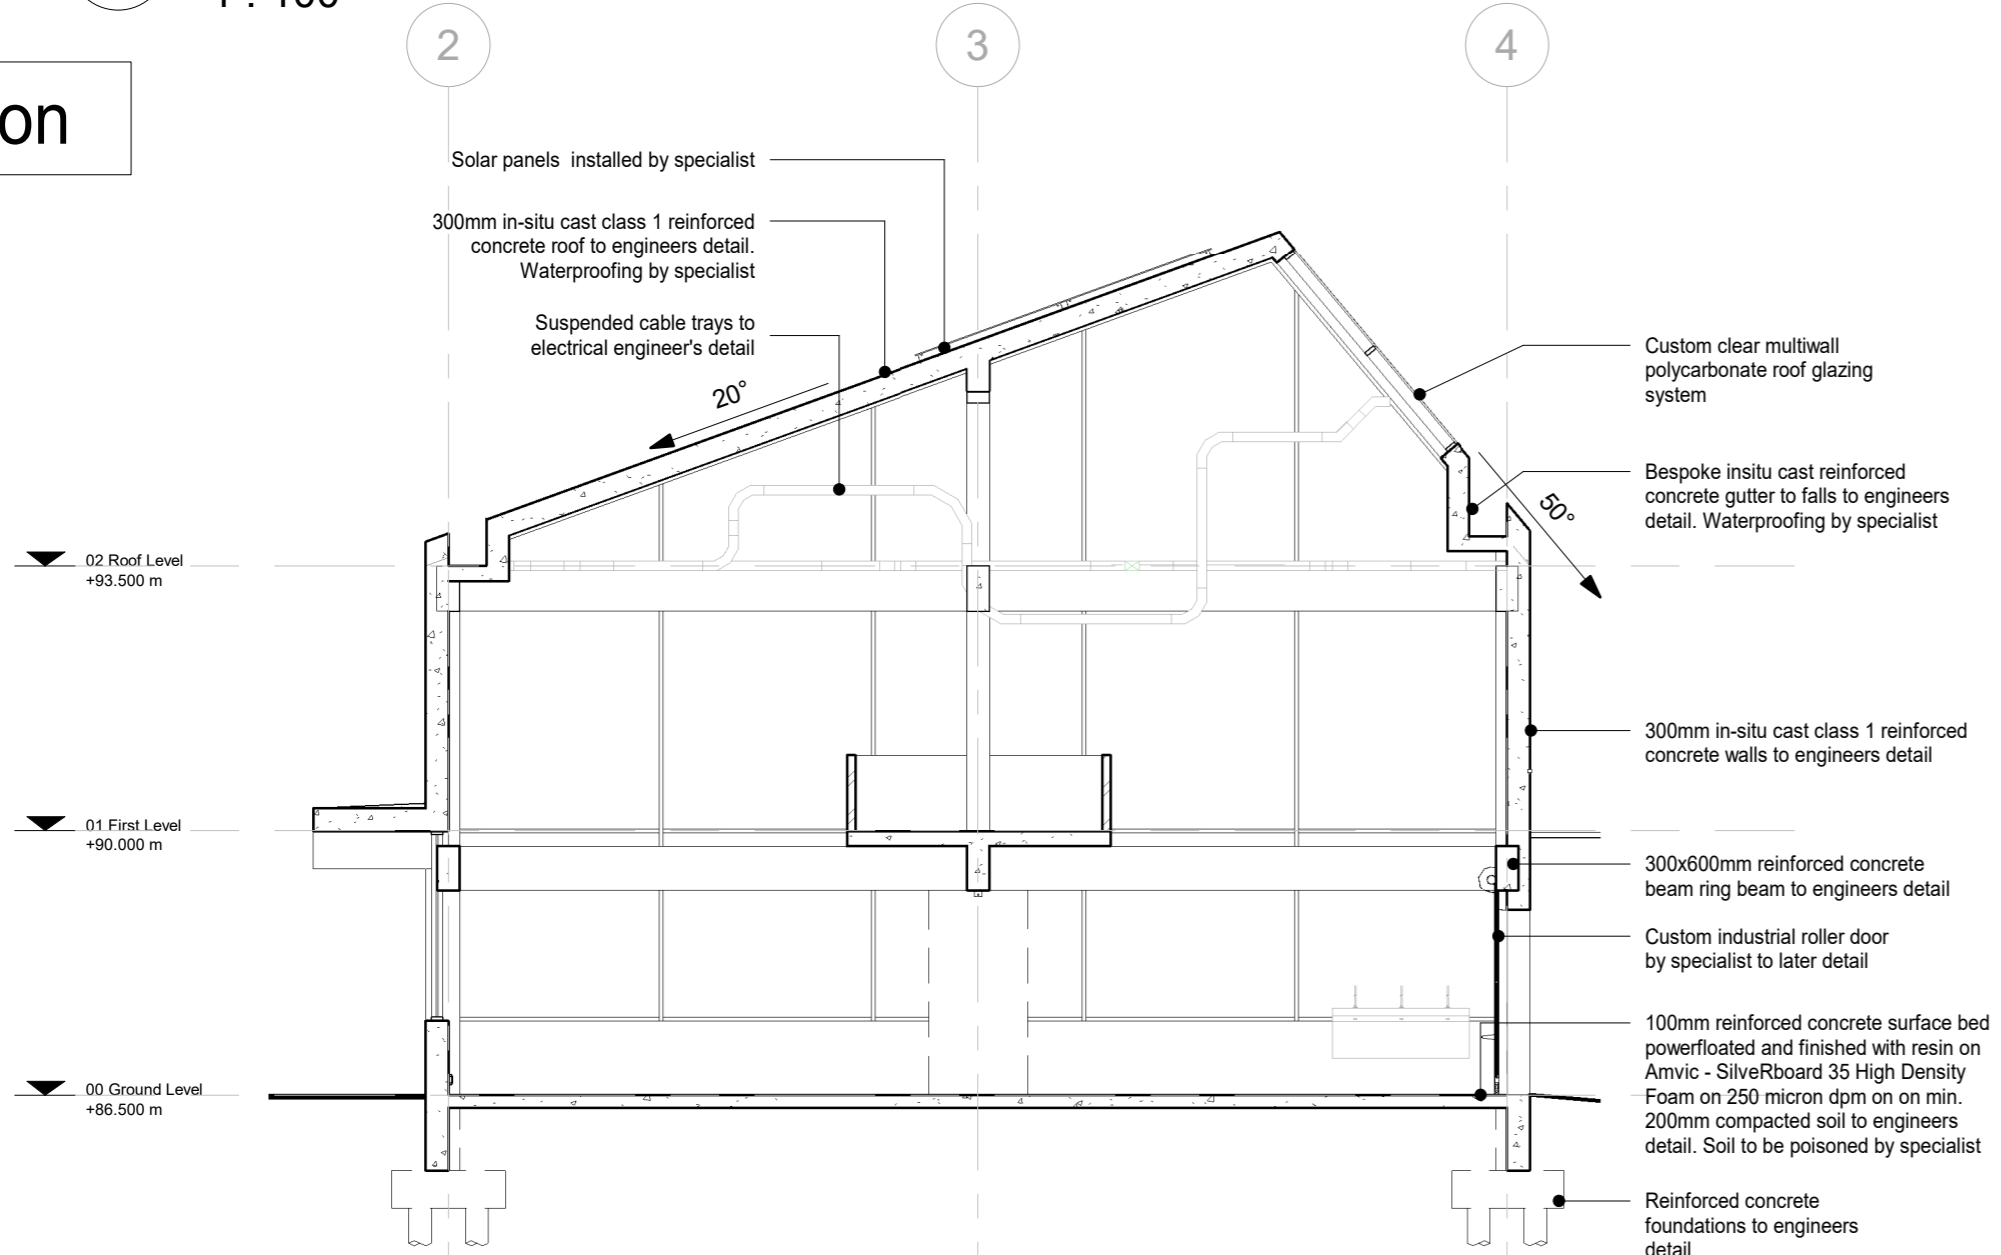 1 : 100
2
3
4
on
Solar panels installed by specialist
300mm in-situ cast class 1 reinforced
concrete roof to engineers detail.
Waterproofing by specialist
Suspended cable trays to
electrical engineer's detail
20°
Custom clear multiwall
polycarbonate roof glazing
system
Bespoke insitu cast reinforced
concrete gutter to falls to engineers
detail. Waterproofing by specialist
50°
02 Roof Level
+93.500 m
300mm in-situ cast class 1 reinforced
concrete walls to engineers detail
01 First Level
+90.000 m
300x600mm reinforced concrete
beam ring beam to engineers detail
Custom industrial roller door
by specialist to later detail
100mm reinforced concrete surface bed
powerfloated and finished with resin on
Amvic - SilveRboard 35 High Density
Foam on 250 micron dpm on on min.
200mm compacted soil to engineers
detail. Soil to be poisoned by specialist
00 Ground Level
+86.500 m
Reinforced concrete
foundations to engineers
detail